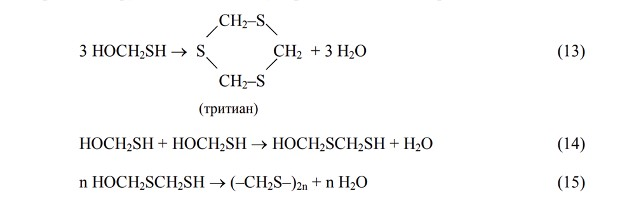 CH₂–S
3 HOCH₂SH → S CH₂ + 3 H₂O (13)
CH₂–S
(тритиан)
HOCH₂SH + HOCH₂SH → HOCH₂SCH₂SH + H₂O (14)
n HOCH₂SCH₂SH → (–CH₂S–)₂ₙ + n H₂O (15)